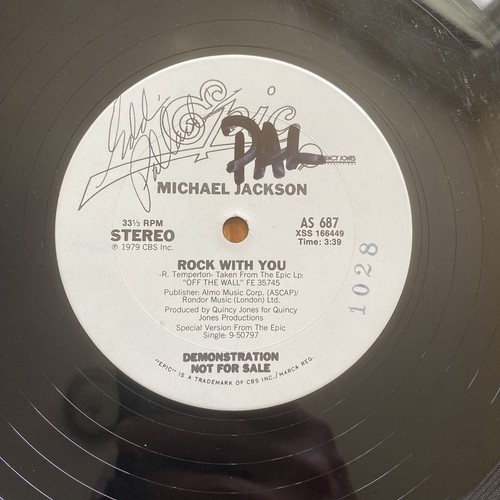 Epic
PAL
QUINCY JONES
MICHAEL JACKSON
33⅓ RPM
STEREO
℗ 1979 CBS Inc.
AS 687
XSS 166449
Time: 3:39
ROCK WITH YOU
-R. Temperton- Taken From The Epic Lp:
"OFF THE WALL" FE 35745
Publisher: Almo Music Corp. (ASCAP)/
Rondor Music (London) Ltd.
Produced by Quincy Jones for Quincy
Jones Productions
Special Version From The Epic
Single: 9-50797
1028
DEMONSTRATION
NOT FOR SALE
"EPIC" IS A TRADEMARK OF CBS INC./MARCA REG.